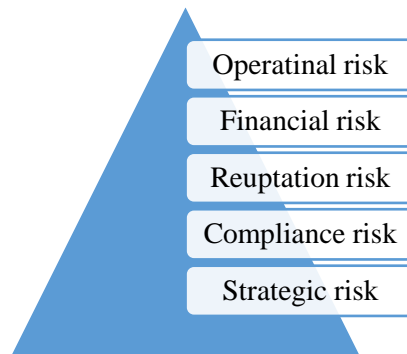 Operatinal risk
Financial risk
Reuptation risk
Compliance risk
Strategic risk